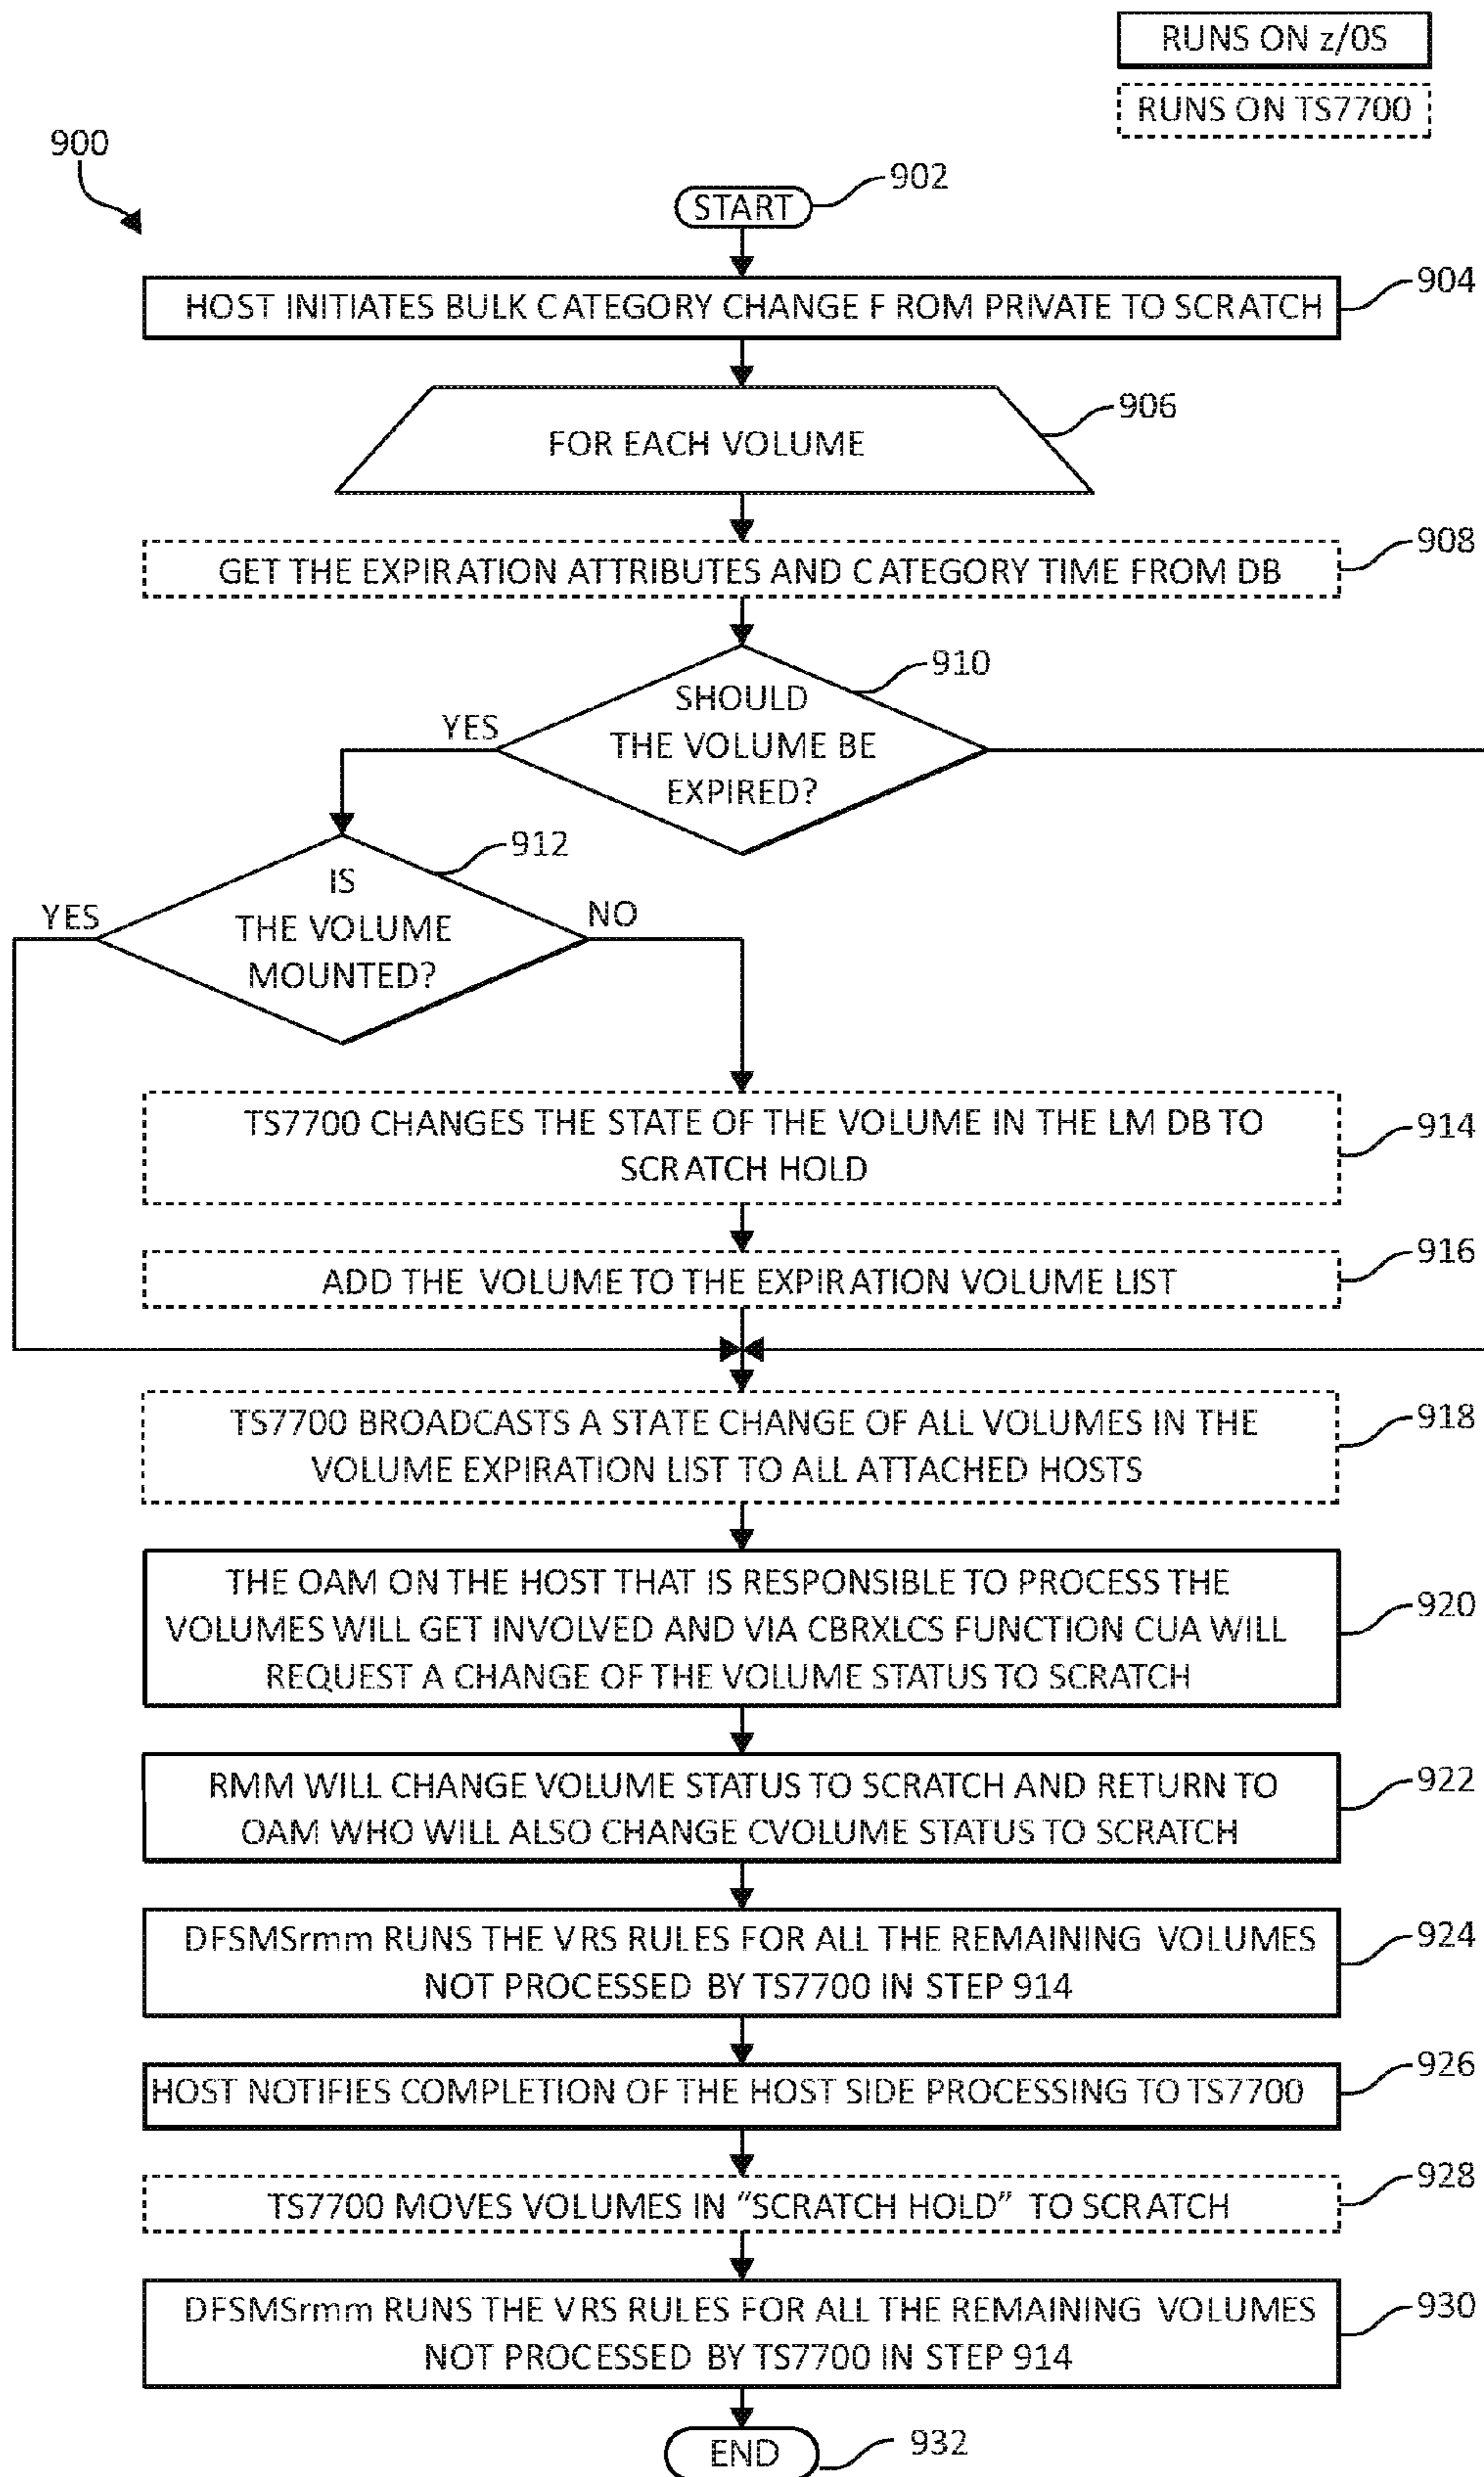 RUNS ON z/0S
RUNS ON TS7700
900
902
START
904
HOST INITIATES BULK CATEGORY CHANGE FROM PRIVATE TO SCRATCH
906
FOR EACH VOLUME
908
GET THE EXPIRATION ATTRIBUTES AND CATEGORY TIME FROM DB
910
SHOULD
THE VOLUME BE
EXPIRED?
YES
912
IS
THE VOLUME
MOUNTED?
YES
NO
TS7700 CHANGES THE STATE OF THE VOLUME IN THE LM DB TO
SCRATCH HOLD
914
ADD THE VOLUME TO THE EXPIRATION VOLUME LIST
916
TS7700 BROADCASTS A STATE CHANGE OF ALL VOLUMES IN THE
VOLUME EXPIRATION LIST TO ALL ATTACHED HOSTS
918
THE OAM ON THE HOST THAT IS RESPONSIBLE TO PROCESS THE
VOLUMES WILL GET INVOLVED AND VIA CBRXLCS FUNCTION CUA WILL
REQUEST A CHANGE OF THE VOLUME STATUS TO SCRATCH
920
RMM WILL CHANGE VOLUME STATUS TO SCRATCH AND RETURN TO
OAM WHO WILL ALSO CHANGE CVOLUME STATUS TO SCRATCH
922
DFSMSrmm RUNS THE VRS RULES FOR ALL THE REMAINING VOLUMES
NOT PROCESSED BY TS7700 IN STEP 914
924
HOST NOTIFIES COMPLETION OF THE HOST SIDE PROCESSING TO TS7700
926
TS7700 MOVES VOLUMES IN "SCRATCH HOLD" TO SCRATCH
928
DFSMSrmm RUNS THE VRS RULES FOR ALL THE REMAINING VOLUMES
NOT PROCESSED BY TS7700 IN STEP 914
930
END
932